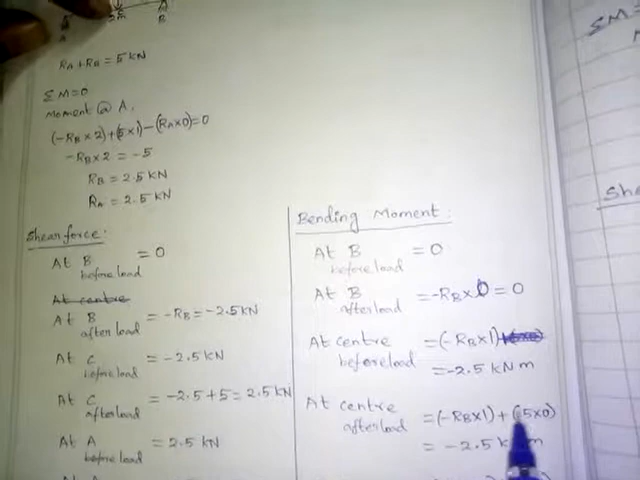 A
B
RA + RB = 5 KN
ΣM=0
Moment @ A,
(-RB × 2) + (5 × 1) - (RA × 0) = 0
-RB × 2 = -5
RB = 2.5 KN
RA = 2.5 KN
Shear force:
At B before load = 0
At centre
At B after load = -RB = -2.5 KN
At C before load = -2.5 KN
At C after load = -2.5 + 5 = 2.5 KN
At A before load = 2.5 KN
Bending Moment:
At B before load = 0
At B after load = -RB × 0 = 0
At centre before load = (-RB × 1)
= -2.5 KN m
At centre after load = (-RB × 1) + (5 × 0)
= -2.5 K m
ΣM=
She